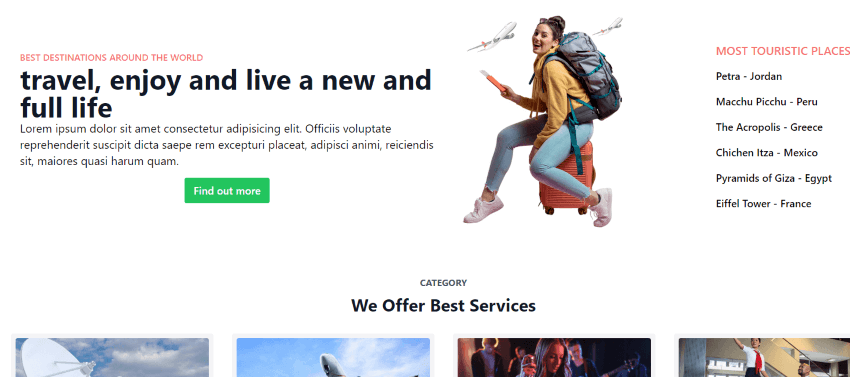 BEST DESTINATIONS AROUND THE WORLD
travel, enjoy and live a new and
full life
Lorem ipsum dolor sit amet consectetur adipisicing elit. Officiis voluptate
reprehenderit suscipit dicta saepe rem excepturi placeat, adipisci animi, reiciendis
sit, maiores quasi harum quam.
Find out more
MOST TOURISTIC PLACES
Petra - Jordan
Macchu Picchu - Peru
The Acropolis - Greece
Chichen Itza - Mexico
Pyramids of Giza - Egypt
Eiffel Tower - France
CATEGORY
We Offer Best Services